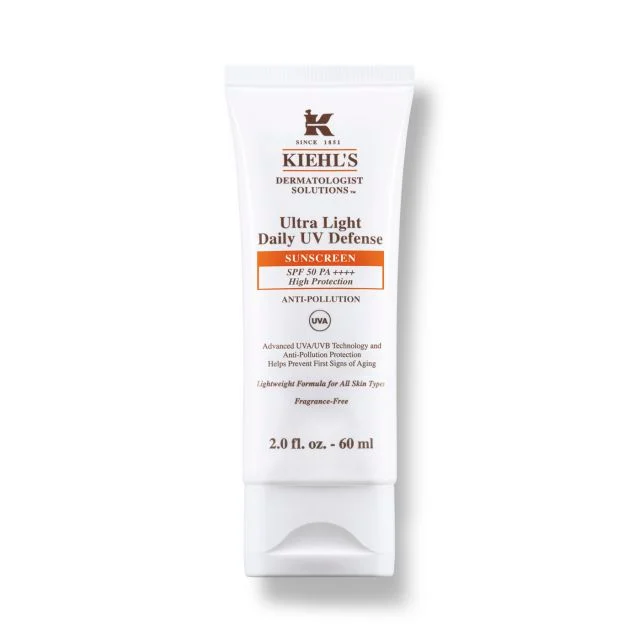 K
SINCE 1851
KIEHL'S
DERMATOLOGIST
SOLUTIONS™
Ultra Light
Daily UV Defense
SUNSCREEN
SPF 50 PA ++++
High Protection
ANTI-POLLUTION
UVA
Advanced UVA/UVB Technology and
Anti-Pollution Protection
Helps Prevent First Signs of Aging
Lightweight Formula for All Skin Types
Fragrance-Free
2.0 fl. oz. - 60 ml